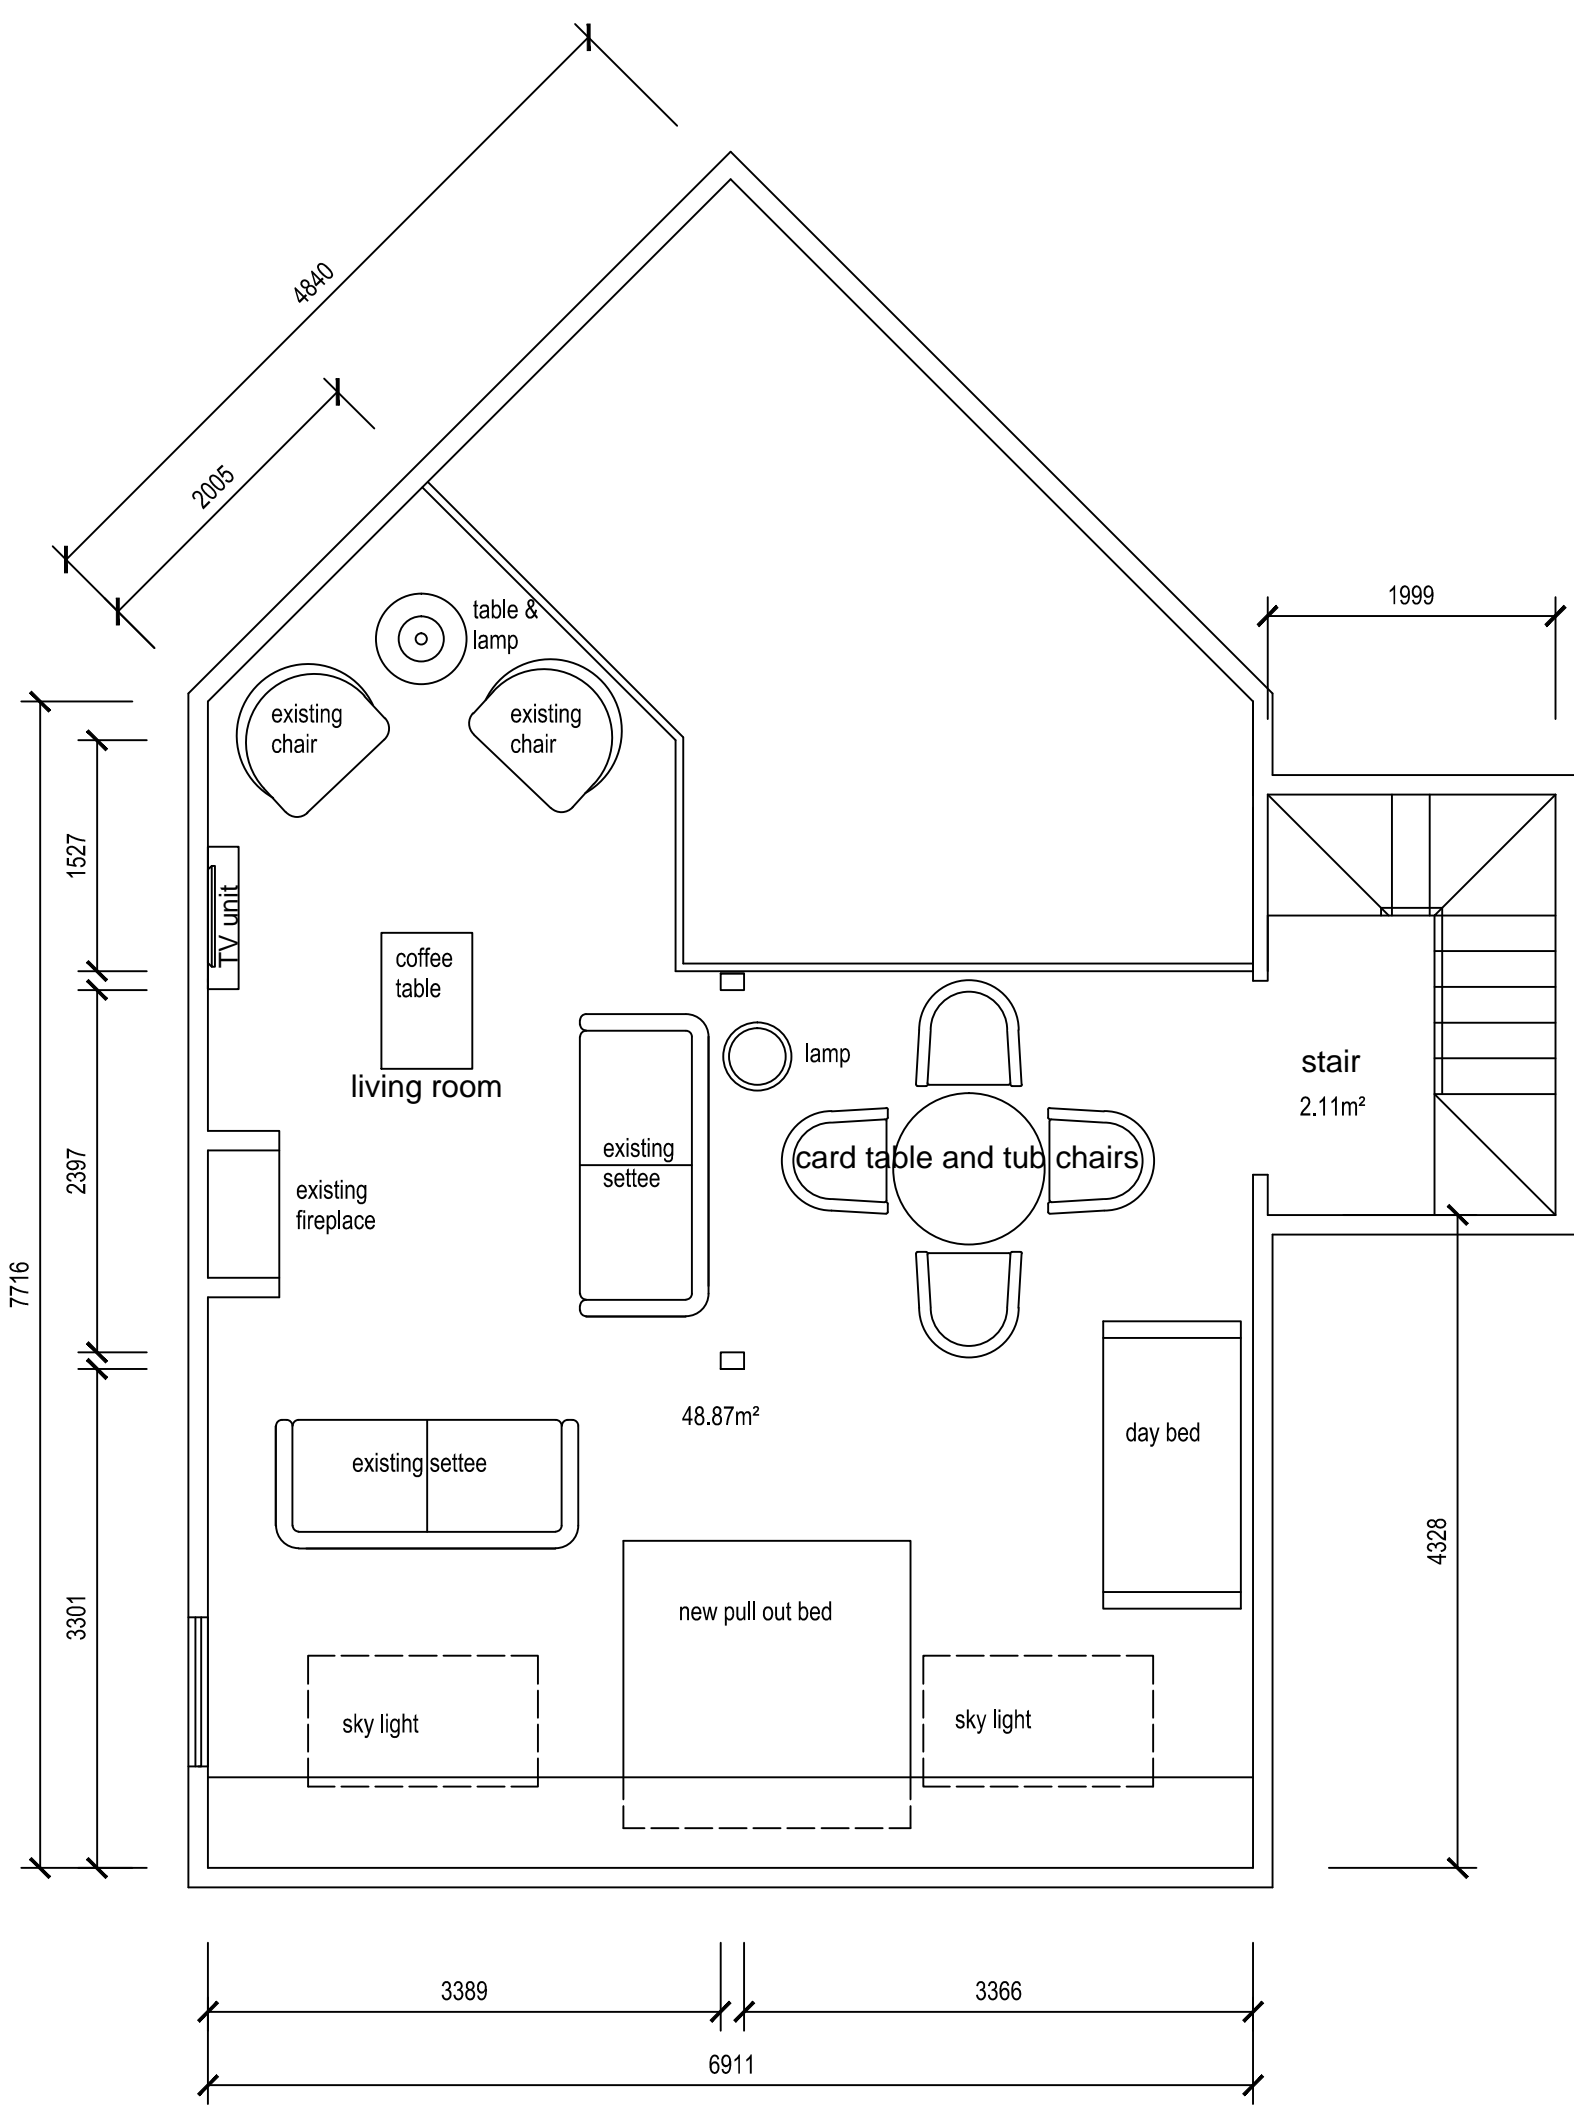 4840
2005
table &
lamp
1999
existing
chair
existing
chair
1527
TV unit
coffee
table
living room
lamp
stair
2.11m²
existing
settee
card table and tub chairs
2397
existing
fireplace
7716
48.87m²
day bed
existing settee
4328
3301
new pull out bed
sky light
sky light
3389
3366
6911